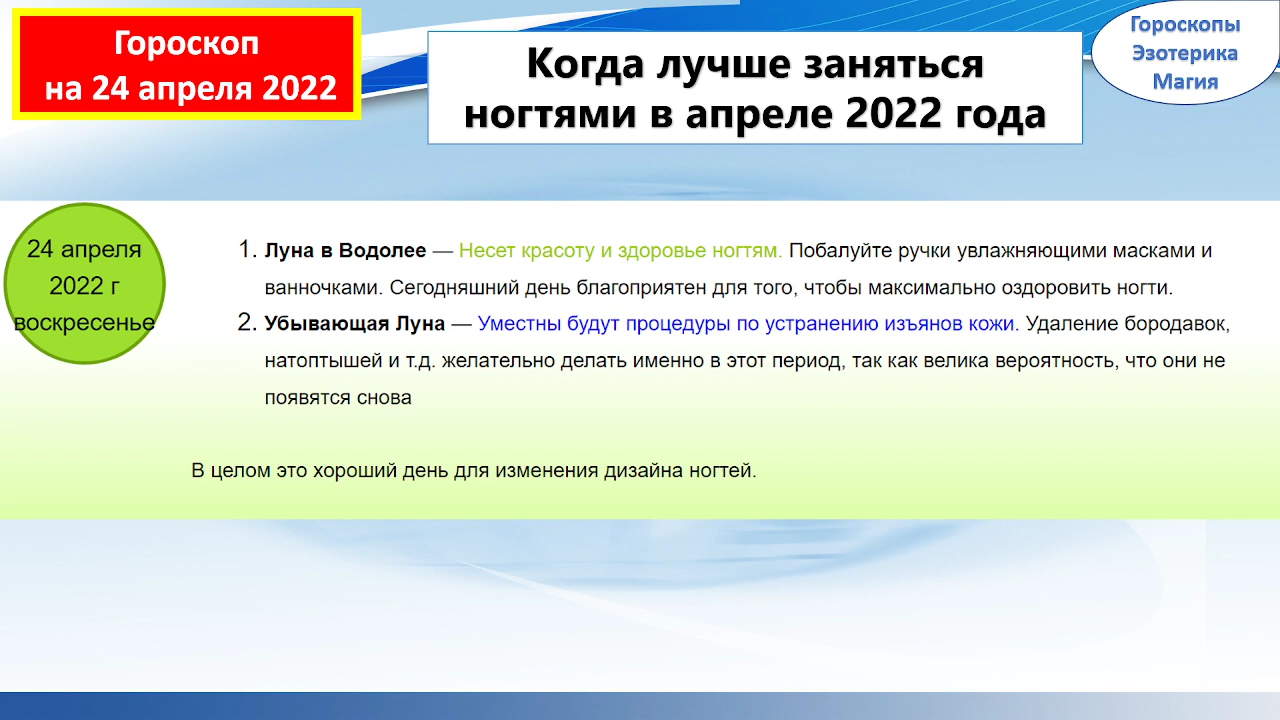 Гороскоп
на 24 апреля 2022
Когда лучше заняться
ногтями в апреле 2022 года
Гороскопы
Эзотерика
Магия
24 апреля
2022 г
воскресенье
1. Луна в Водолее — Несет красоту и здоровье ногтям. Побалуйте ручки увлажняющими масками и
ванночками. Сегодняшний день благоприятен для того, чтобы максимально оздоровить ногти.
2. Убывающая Луна — Уместны будут процедуры по устранению изъянов кожи. Удаление бородавок,
натоптышей и т.д. желательно делать именно в этот период, так как велика вероятность, что они не
появятся снова
В целом это хороший день для изменения дизайна ногтей.